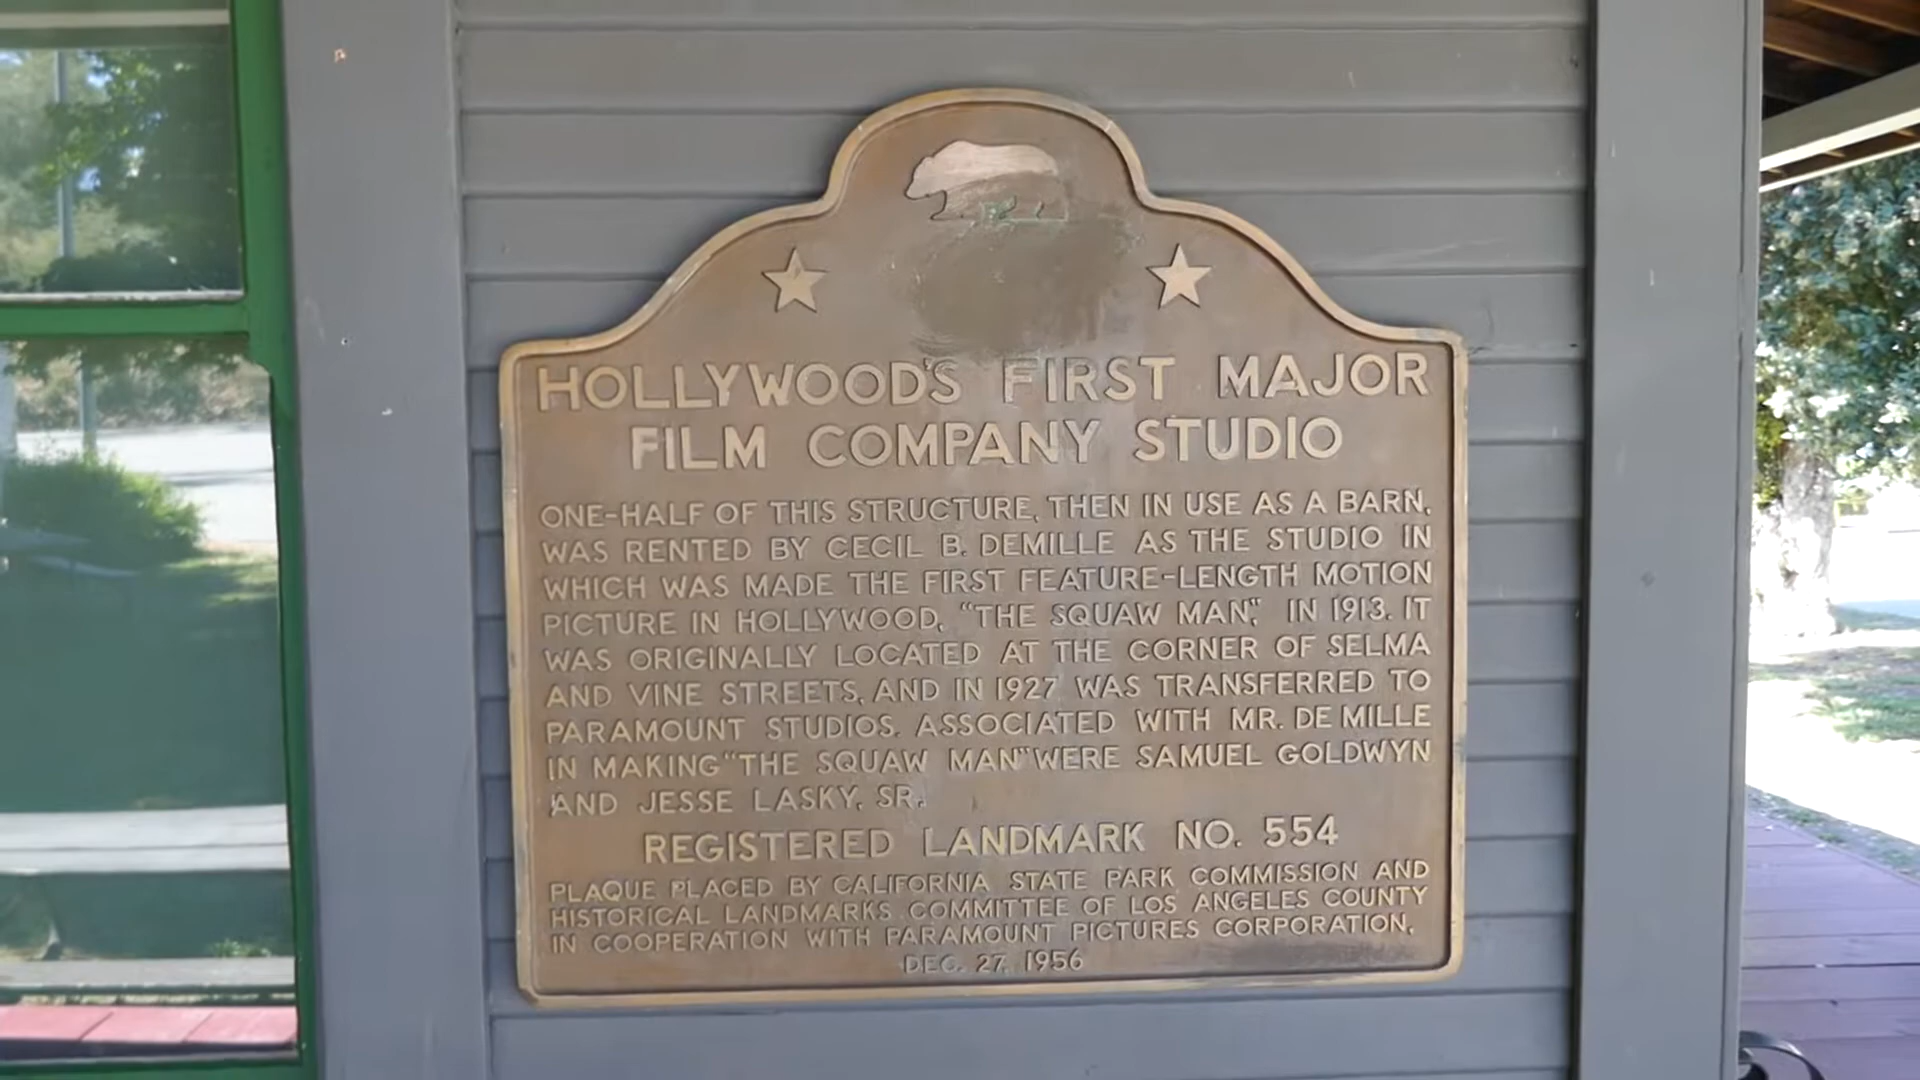 HOLLYWOOD'S FIRST MAJOR
FILM COMPANY STUDIO
ONE-HALF OF THIS STRUCTURE, THEN IN USE AS A BARN,
WAS RENTED BY CECIL B. DEMILLE AS THE STUDIO IN
WHICH WAS MADE THE FIRST FEATURE-LENGTH MOTION
PICTURE IN HOLLYWOOD, "THE SQUAW MAN," IN 1913. IT
WAS ORIGINALLY LOCATED AT THE CORNER OF SELMA
AND VINE STREETS, AND IN 1927 WAS TRANSFERRED TO
PARAMOUNT STUDIOS. ASSOCIATED WITH MR. DE MILLE
IN MAKING "THE SQUAW MAN" WERE SAMUEL GOLDWYN
AND JESSE LASKY, SR.
REGISTERED LANDMARK NO. 554
PLAQUE PLACED BY CALIFORNIA STATE PARK COMMISSION AND
HISTORICAL LANDMARKS COMMITTEE OF LOS ANGELES COUNTY
IN COOPERATION WITH PARAMOUNT PICTURES CORPORATION,
DEC. 27, 1956